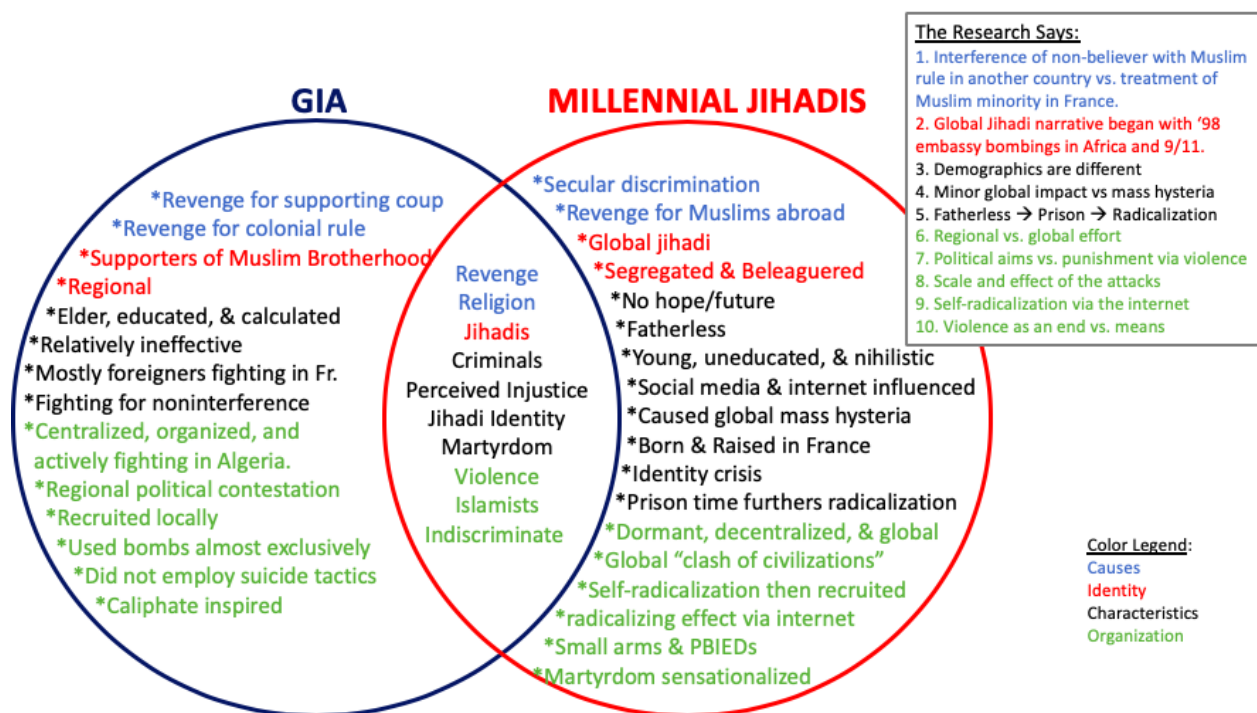 GIA
*Revenge for supporting coup
*Revenge for colonial rule
*Supporters of Muslim Brotherhood
*Regional
*Elder, educated, & calculated
*Relatively ineffective
*Mostly foreigners fighting in Fr.
*Fighting for noninterference
*Centralized, organized, and
actively fighting in Algeria.
*Regional political contestation
*Recruited locally
*Used bombs almost exclusively
*Did not employ suicide tactics
*Caliphate inspired
Revenge
Religion
Jihadis
Criminals
Perceived Injustice
Jihadi Identity
Martyrdom
Violence
Islamists
Indiscriminate
MILLENNIAL JIHADIS
*Secular discrimination
*Revenge for Muslims abroad
*Global jihadi
*Segregated & Beleaguered
*No hope/future
*Fatherless
*Young, uneducated, & nihilistic
*Social media & internet influenced
*Caused global mass hysteria
*Born & Raised in France
*Identity crisis
*Prison time furthers radicalization
*Dormant, decentralized, & global
*Global “clash of civilizations”
*Self-radicalization then recruited
*radicalizing effect via internet
*Small arms & PBIEDs
*Martyrdom sensationalized
The Research Says:
1. Interference of non-believer with Muslim
rule in another country vs. treatment of
Muslim minority in France.
2. Global Jihadi narrative began with ‘98
embassy bombings in Africa and 9/11.
3. Demographics are different
4. Minor global impact vs mass hysteria
5. Fatherless → Prison → Radicalization
6. Regional vs. global effort
7. Political aims vs. punishment via violence
8. Scale and effect of the attacks
9. Self-radicalization via the internet
10. Violence as an end vs. means
Color Legend:
Causes
Identity
Characteristics
Organization